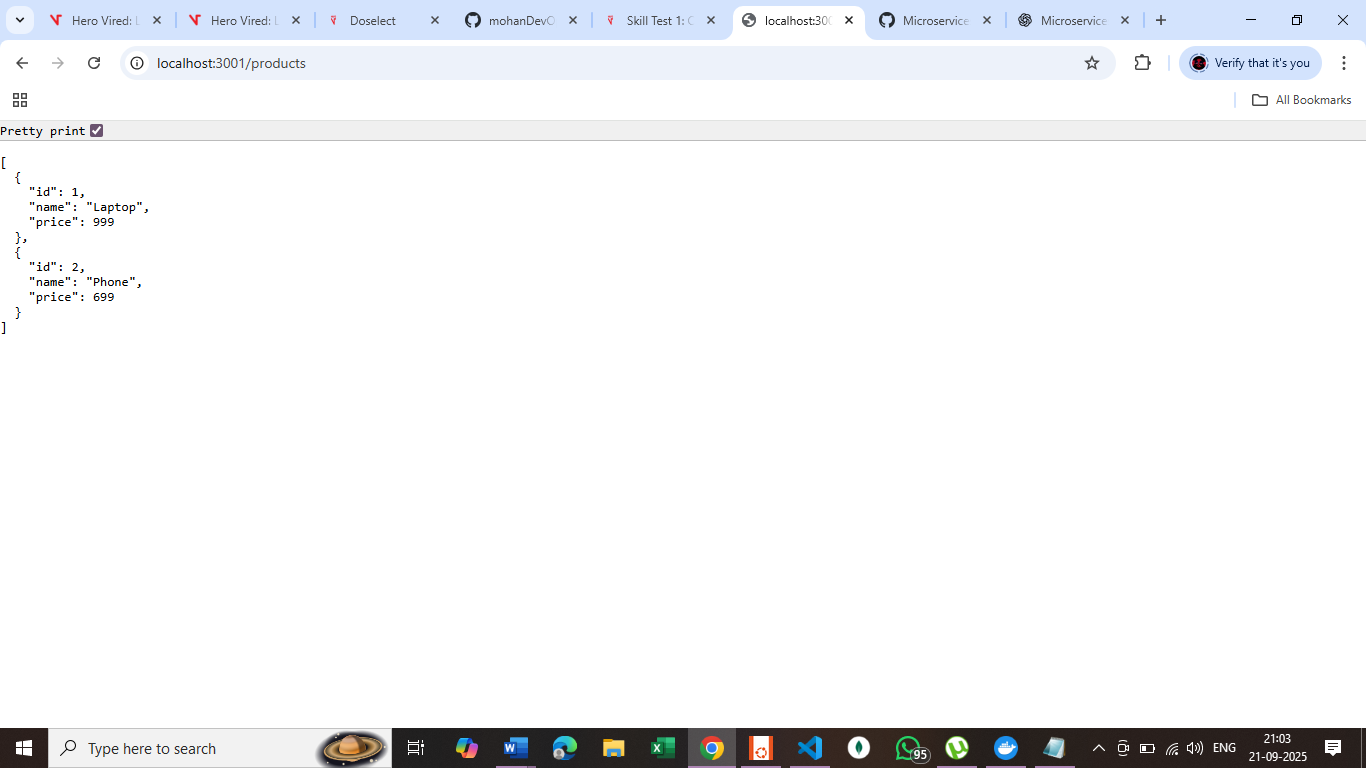 Hero Vired: L
Hero Vired: L
Doselect
mohanDevO
Skill Test 1: C
localhost:300
Microservice
Microservice
localhost:3001/products
Verify that it's you
All Bookmarks
Pretty print
[
  {
    "id": 1,
    "name": "Laptop",
    "price": 999
  },
  {
    "id": 2,
    "name": "Phone",
    "price": 699
  }
]
Type here to search
95
ENG
21:03
21-09-2025